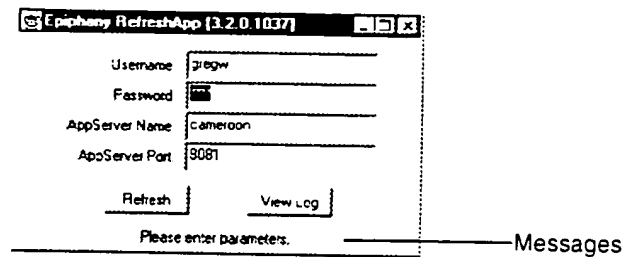 Epiphany RefreshApp [3.2.0.1037]
Username gregw
Password
AppServer Name cameroon
AppServer Port 8081
Refresh View Log
Please enter parameters.
Messages